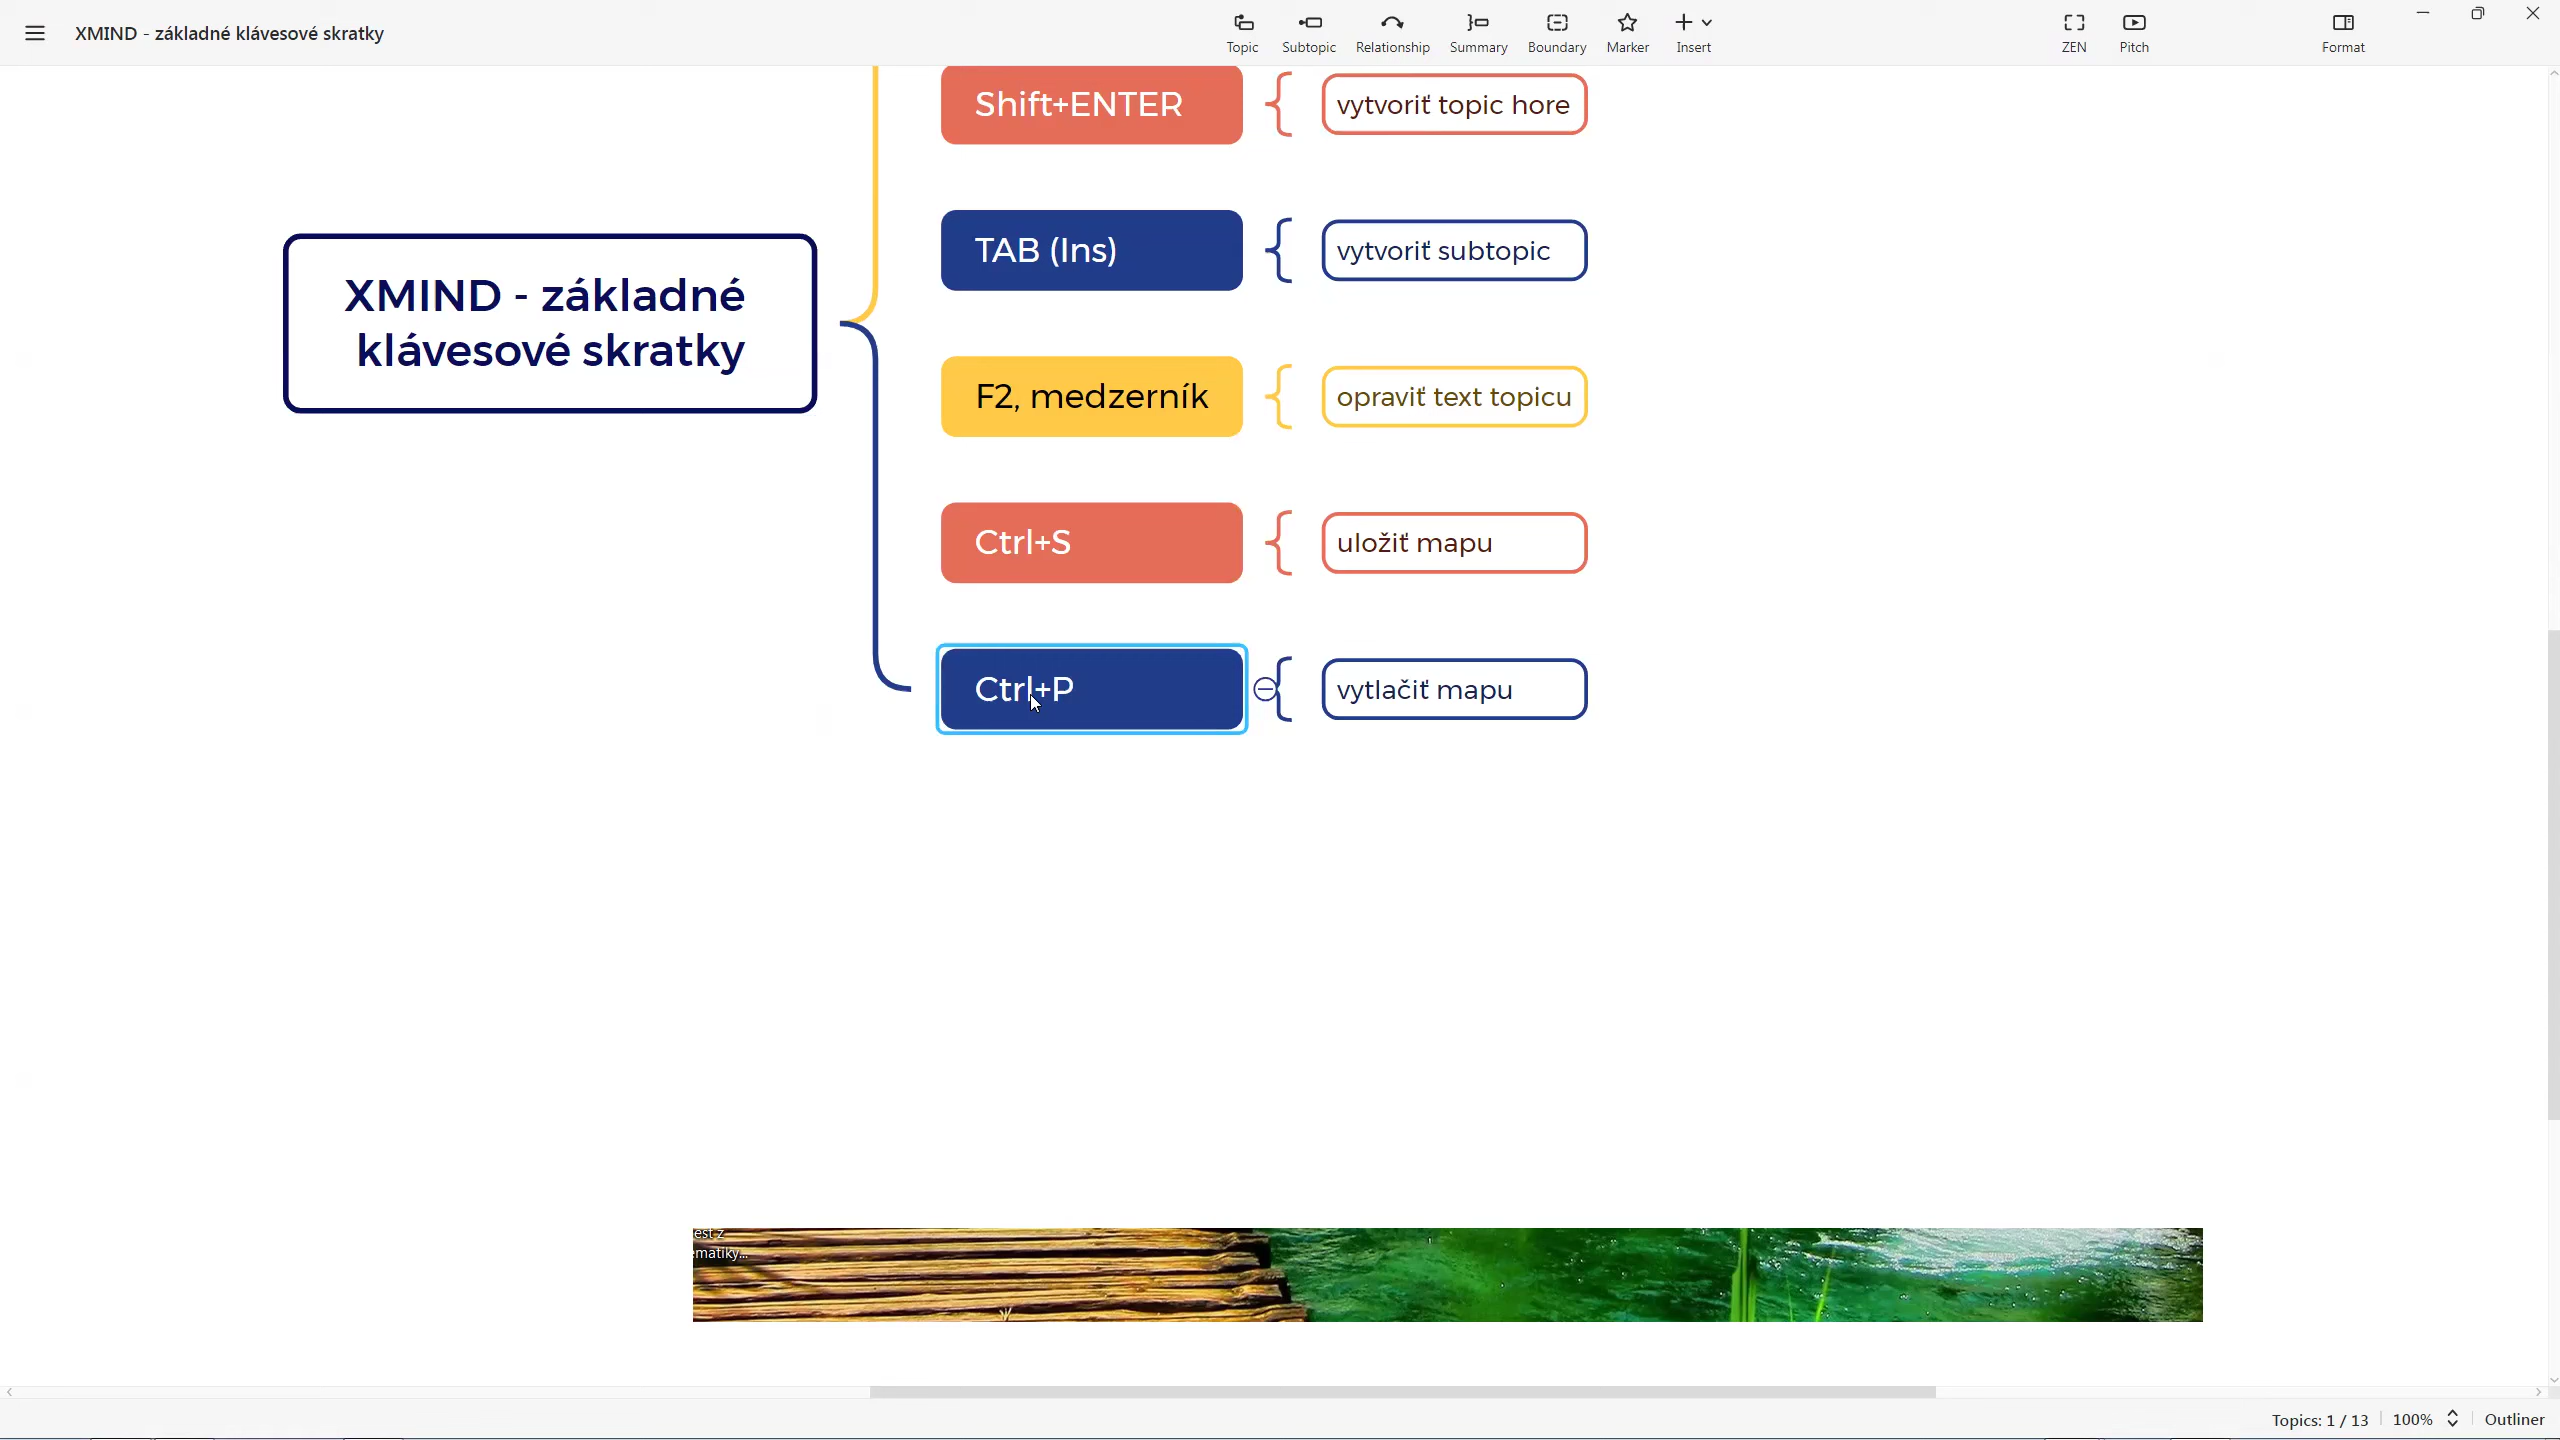 XMIND - základné klávesové skratky
Topic
Subtopic
Relationship
Summary
Boundary
Marker
Insert
ZEN
Pitch
Format
Shift+ENTER
vytvoriť topic hore
TAB (Ins)
vytvoriť subtopic
XMIND - základné
klávesové skratky
F2, medzerník
opraviť text topicu
Ctrl+S
uložiť mapu
Ctrl+P
vytlačiť mapu
est z
ematiky...
Topics: 1 / 13
100%
Outliner